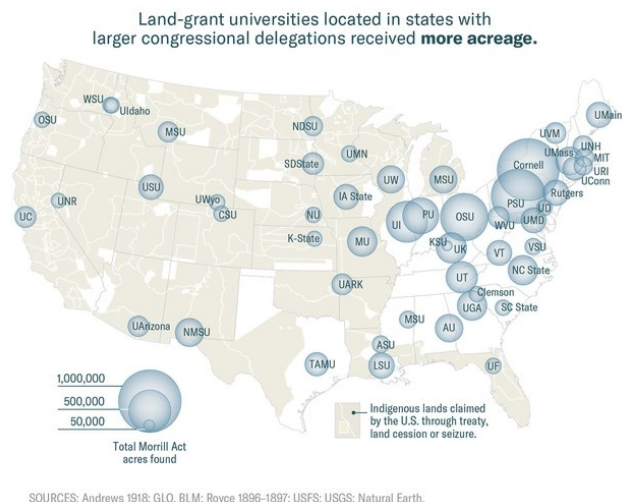 Land-grant universities located in states with
larger congressional delegations received more acreage.
WSU
UIdaho
OSU
MSU
NDSU
UMN
SDState
UW
MSU
UMain
UVM
UNH
UMass
MIT
URI
UConn
Cornell
Rutgers
PSU
UD
UMD
WVU
USU
UWyo
CSU
UNR
UC
IA State
NU
K-State
MU
UI
PU
OSU
KSU
UK
VT
VSU
NC State
UARK
UT
Clemson
UGA
SC State
UArizona
NMSU
MSU
AU
ASU
LSU
TAMU
UF
1,000,000
500,000
50,000
Total Morrill Act
acres found
Indigenous lands claimed
by the U.S. through treaty,
land cession or seizure.
SOURCES: Andrews 1918; GLO, BLM; Royce 1896–1897; USFS; USGS; Natural Earth.